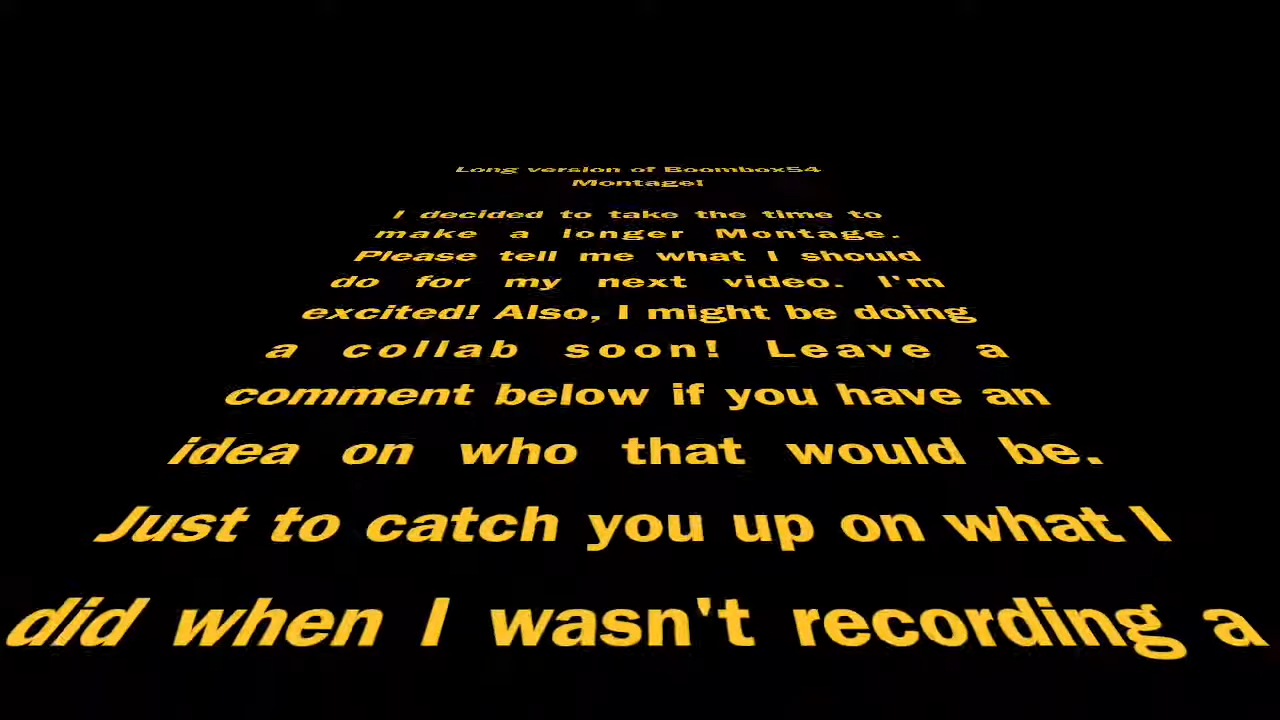 Long version of Boombox54
Montage!
I decided to take the time to
make a longer Montage.
Please tell me what I should
do for my next video. I'm
excited! Also, I might be doing
a collab soon! Leave a
comment below if you have an
idea on who that would be.
Just to catch you up on what I
did when I wasn't recording a